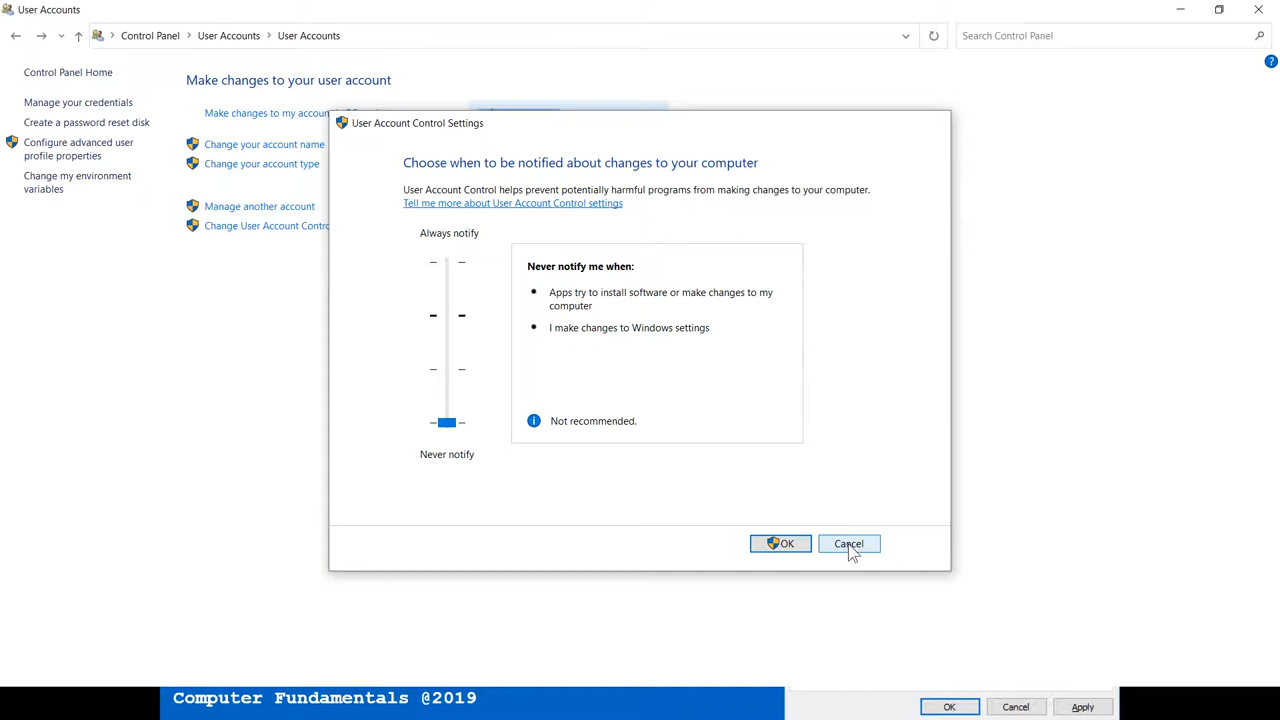 User Accounts
Control Panel
User Accounts
User Accounts
Search Control Panel
Control Panel Home
Manage your credentials
Create a password reset disk
Configure advanced user
profile properties
Change my environment
variables
Make changes to your user account
Make changes to my accoun
Change your account name
Change your account type
Manage another account
Change User Account Contro
User Account Control Settings
Choose when to be notified about changes to your computer
User Account Control helps prevent potentially harmful programs from making changes to your computer.
Tell me more about User Account Control settings
Always notify
Never notify me when:
Apps try to install software or make changes to my
computer
I make changes to Windows settings
Not recommended.
Never notify
OK
Cancel
Computer Fundamentals @2019
OK
Cancel
Apply